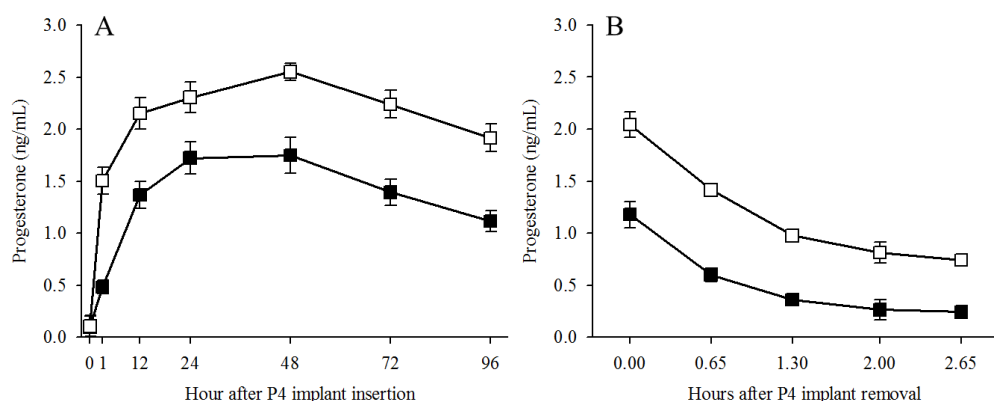 A
Progesterone (ng/mL)
3.0
2.5
2.0
1.5
1.0
0.5
0.0
0 1 12 24 48 72 96
Hour after P4 implant insertion
B
Progesterone (ng/mL)
3.0
2.5
2.0
1.5
1.0
0.5
0.0
0.00 0.65 1.30 2.00 2.65
Hours after P4 implant removal